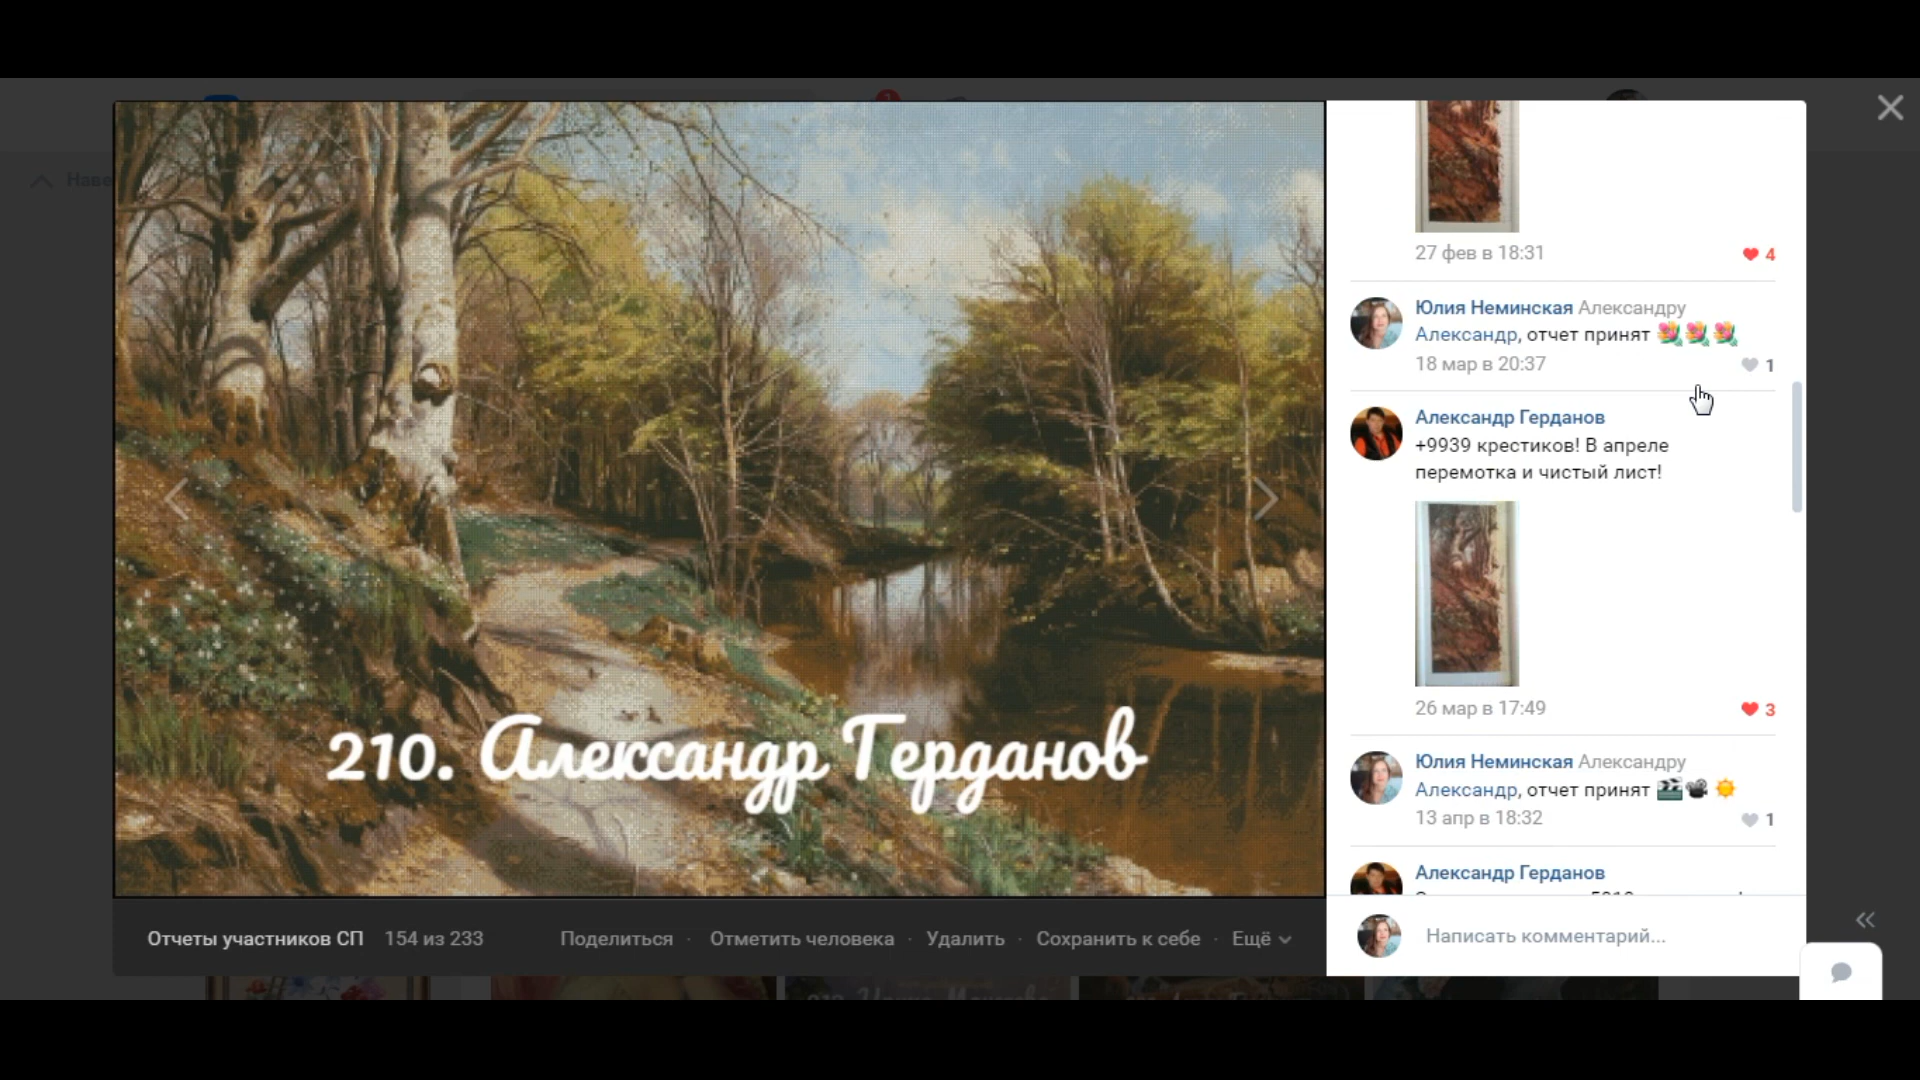 Наве
27 фев в 18:31
4
Юлия Неминская Александру
Александр, отчет принят
18 мар в 20:37
1
Александр Герданов
+9939 крестиков! В апреле
перемотка и чистый лист!
26 мар в 17:49
3
Юлия Неминская Александру
Александр, отчет принят
13 апр в 18:32
1
Александр Герданов
210. Александр Герданов
Отчеты участников СП 154 из 233
Поделиться · Отметить человека · Удалить · Сохранить к себе · Ещё
Написать комментарий...